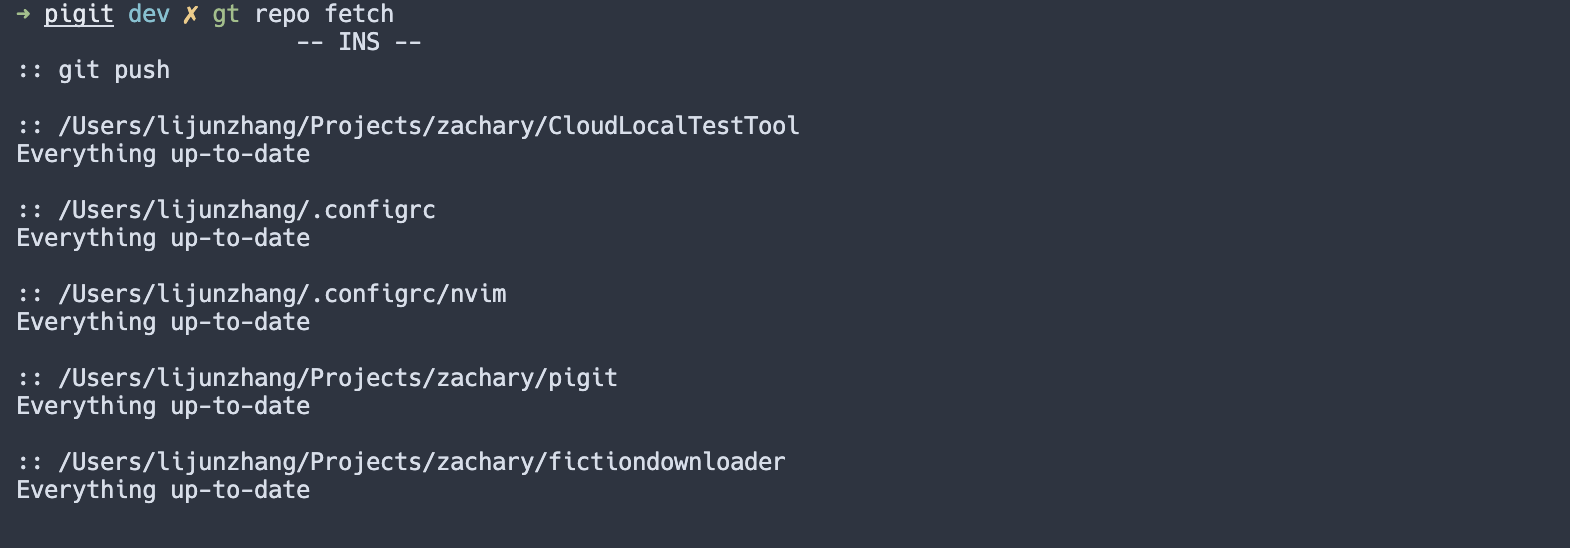 ➜ pigit dev ✗ gt repo fetch
-- INS --
:: git push
:: /Users/lijunzhang/Projects/zachary/CloudLocalTestTool
Everything up-to-date
:: /Users/lijunzhang/.configrc
Everything up-to-date
:: /Users/lijunzhang/.configrc/nvim
Everything up-to-date
:: /Users/lijunzhang/Projects/zachary/pigit
Everything up-to-date
:: /Users/lijunzhang/Projects/zachary/fictiondownloader
Everything up-to-date